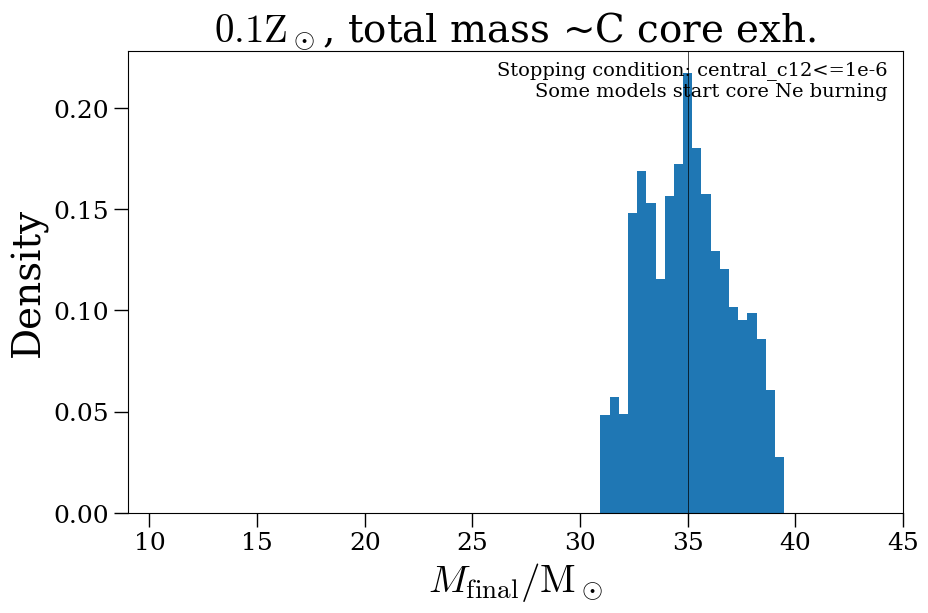 0.1Z⊙, total mass ~C core exh.
Stopping condition: central_c12<=1e-6
Some models start core Ne burning
Density
0.20
0.15
0.10
0.05
0.00
10 15 20 25 30 35 40 45
M_final/M⊙